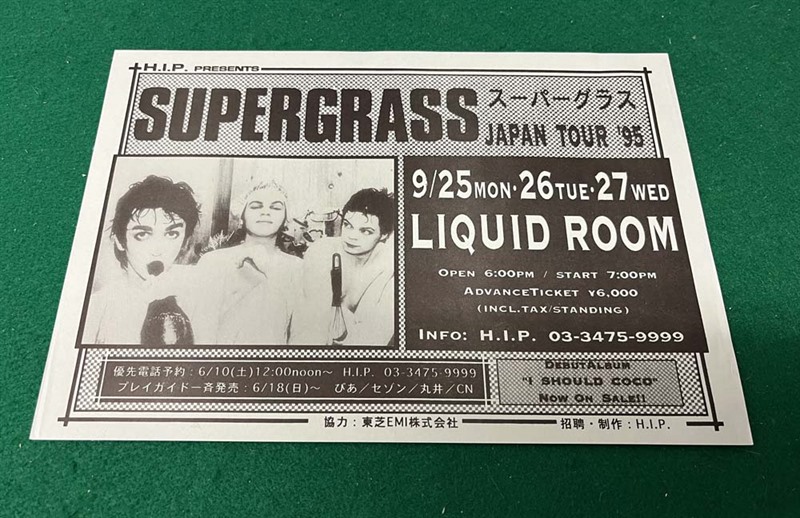 H.I.P. PRESENTS
SUPERGRASS
スーパーグラス
JAPAN TOUR '95
9/25MON・26TUE・27WED
LIQUID ROOM
OPEN 6:00PM / START 7:00PM
ADVANCETICKET ¥6,000
(INCL.TAX/STANDING)
INFO: H.I.P. 03-3475-9999
優先電話予約：6/10(土)12:00noon〜 H.I.P. 03-3475-9999
プレイガイド一斉発売：6/18(日)〜 ぴあ／セゾン／丸井／CN
DEBUTALBUM
"I SHOULD COCO"
NOW ON SALE!!
協力：東芝EMI株式会社
招聘・制作：H.I.P.